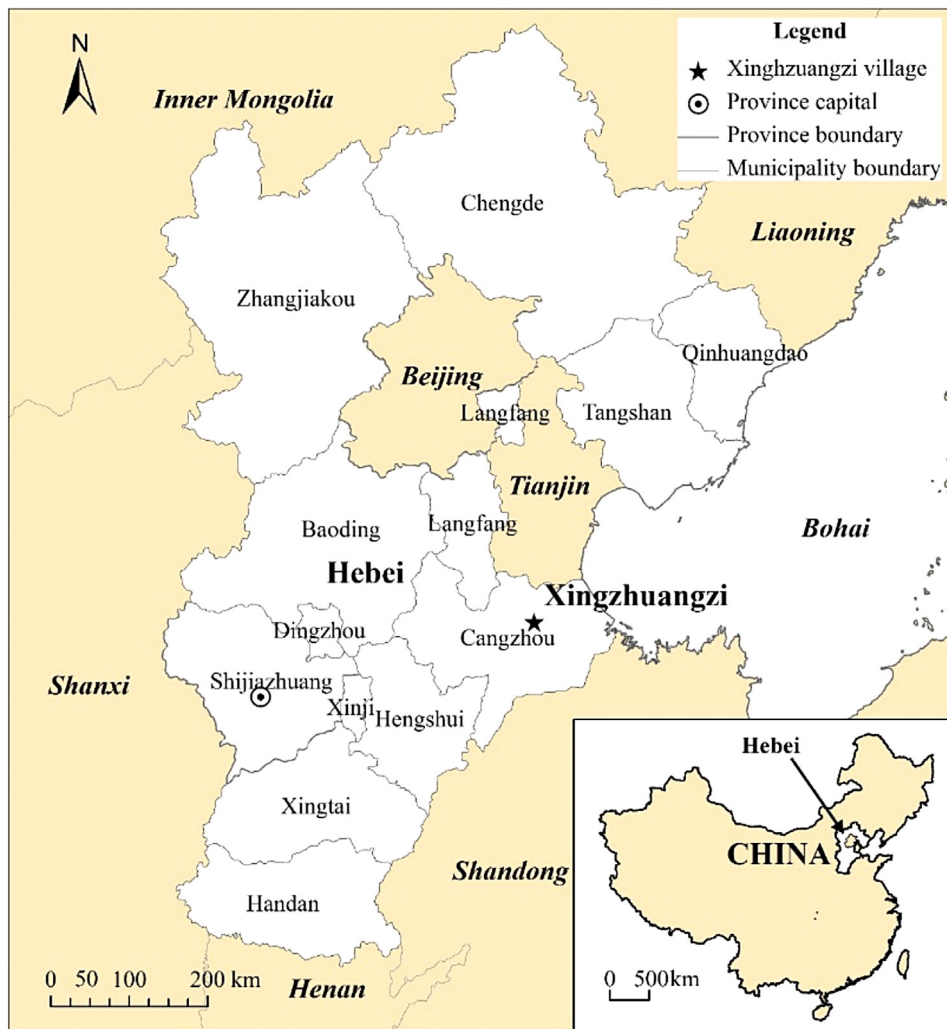 N
Legend
Xinghzuangzi village
Province capital
Province boundary
Municipality boundary
Inner Mongolia
Chengde
Liaoning
Zhangjiakou
Qinhuangdao
Beijing
Langfang
Tangshan
Tianjin
Baoding
Langfang
Bohai
Hebei
Xingzhuangzi
Dingzhou
Cangzhou
Shanxi
Shijiazhuang
Xinji
Hengshui
Xingtai
Shandong
Handan
Henan
0 50 100 200 km
Hebei
CHINA
0 500km